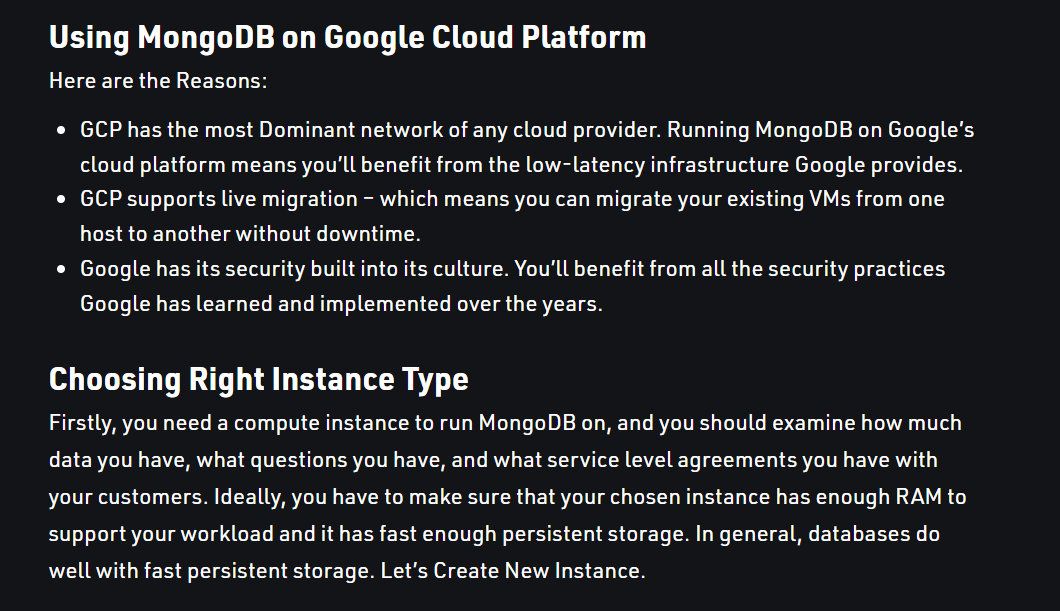 Using MongoDB on Google Cloud Platform
Here are the Reasons:
• GCP has the most Dominant network of any cloud provider. Running MongoDB on Google’s
cloud platform means you’ll benefit from the low-latency infrastructure Google provides.
• GCP supports live migration – which means you can migrate your existing VMs from one
host to another without downtime.
• Google has its security built into its culture. You’ll benefit from all the security practices
Google has learned and implemented over the years.
Choosing Right Instance Type
Firstly, you need a compute instance to run MongoDB on, and you should examine how much
data you have, what questions you have, and what service level agreements you have with
your customers. Ideally, you have to make sure that your chosen instance has enough RAM to
support your workload and it has fast enough persistent storage. In general, databases do
well with fast persistent storage. Let’s Create New Instance.